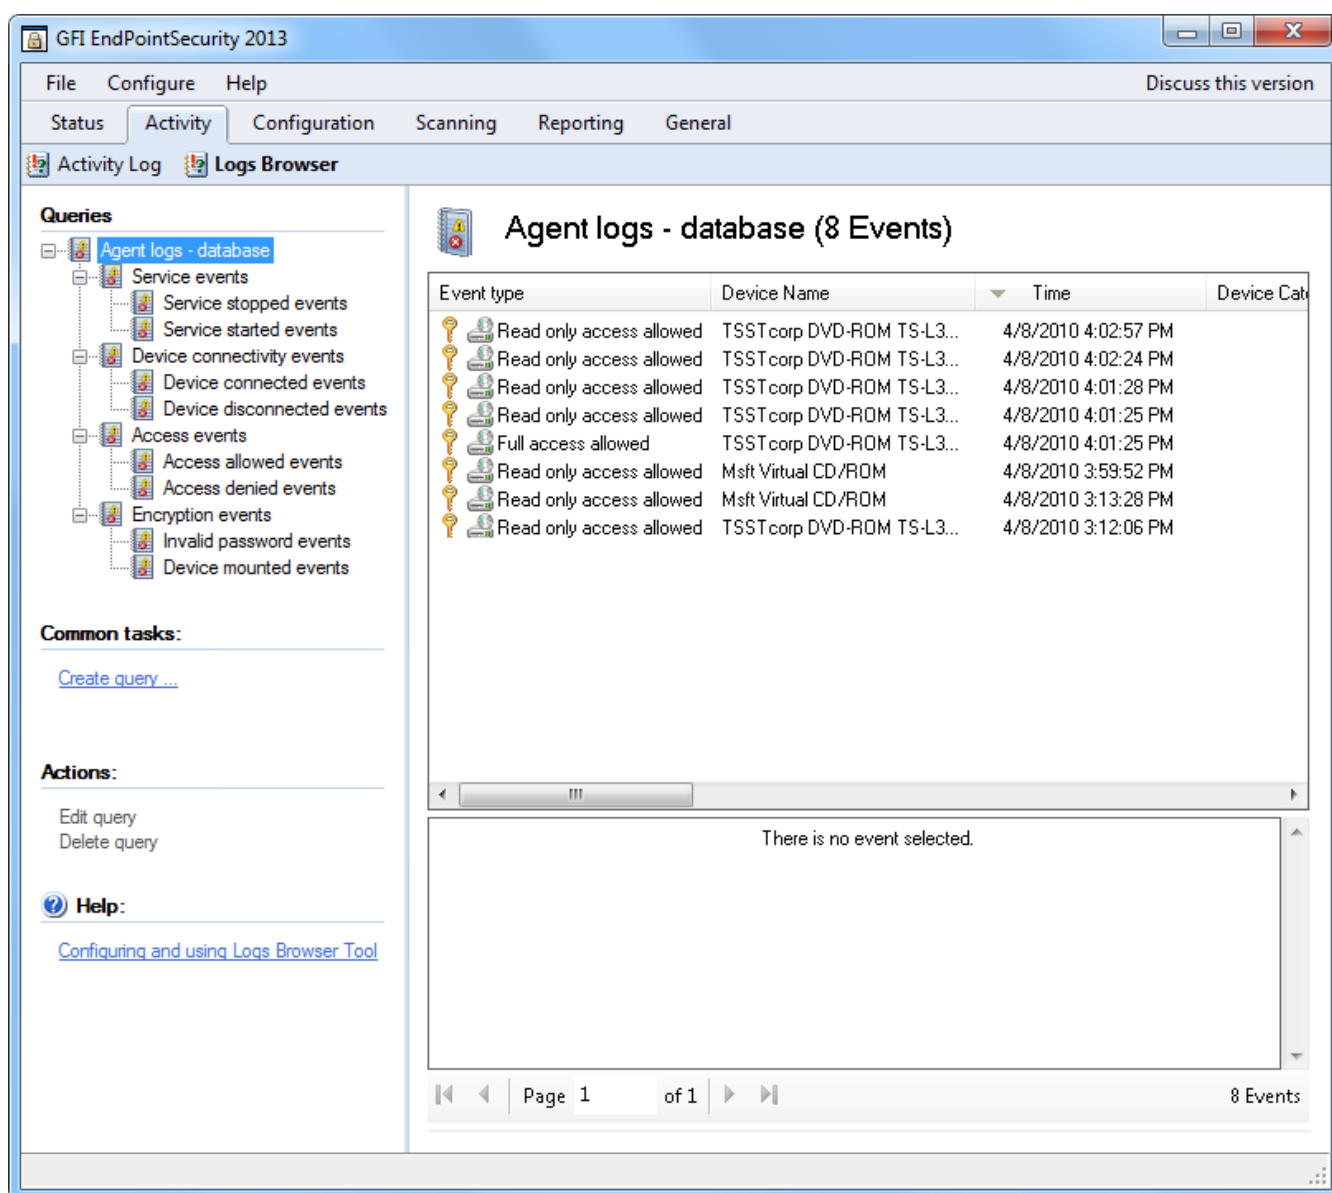 GFI EndPointSecurity 2013
File Configure Help Discuss this version
Status Activity Configuration Scanning Reporting General
Activity Log Logs Browser
Queries
Agent logs - database
Service events
Service stopped events
Service started events
Device connectivity events
Device connected events
Device disconnected events
Access events
Access allowed events
Access denied events
Encryption events
Invalid password events
Device mounted events
Common tasks:
Create query ...
Actions:
Edit query
Delete query
Help:
Configuring and using Logs Browser Tool
Agent logs - database (8 Events)
Event type Device Name Time Device Cat
Read only access allowed TSSTcorp DVD-ROM TS-L3... 4/8/2010 4:02:57 PM
Read only access allowed TSSTcorp DVD-ROM TS-L3... 4/8/2010 4:02:24 PM
Read only access allowed TSSTcorp DVD-ROM TS-L3... 4/8/2010 4:01:28 PM
Read only access allowed TSSTcorp DVD-ROM TS-L3... 4/8/2010 4:01:25 PM
Full access allowed TSSTcorp DVD-ROM TS-L3... 4/8/2010 4:01:25 PM
Read only access allowed Msft Virtual CD/ROM 4/8/2010 3:59:52 PM
Read only access allowed Msft Virtual CD/ROM 4/8/2010 3:13:28 PM
Read only access allowed TSSTcorp DVD-ROM TS-L3... 4/8/2010 3:12:06 PM
There is no event selected.
Page 1 of 1 8 Events